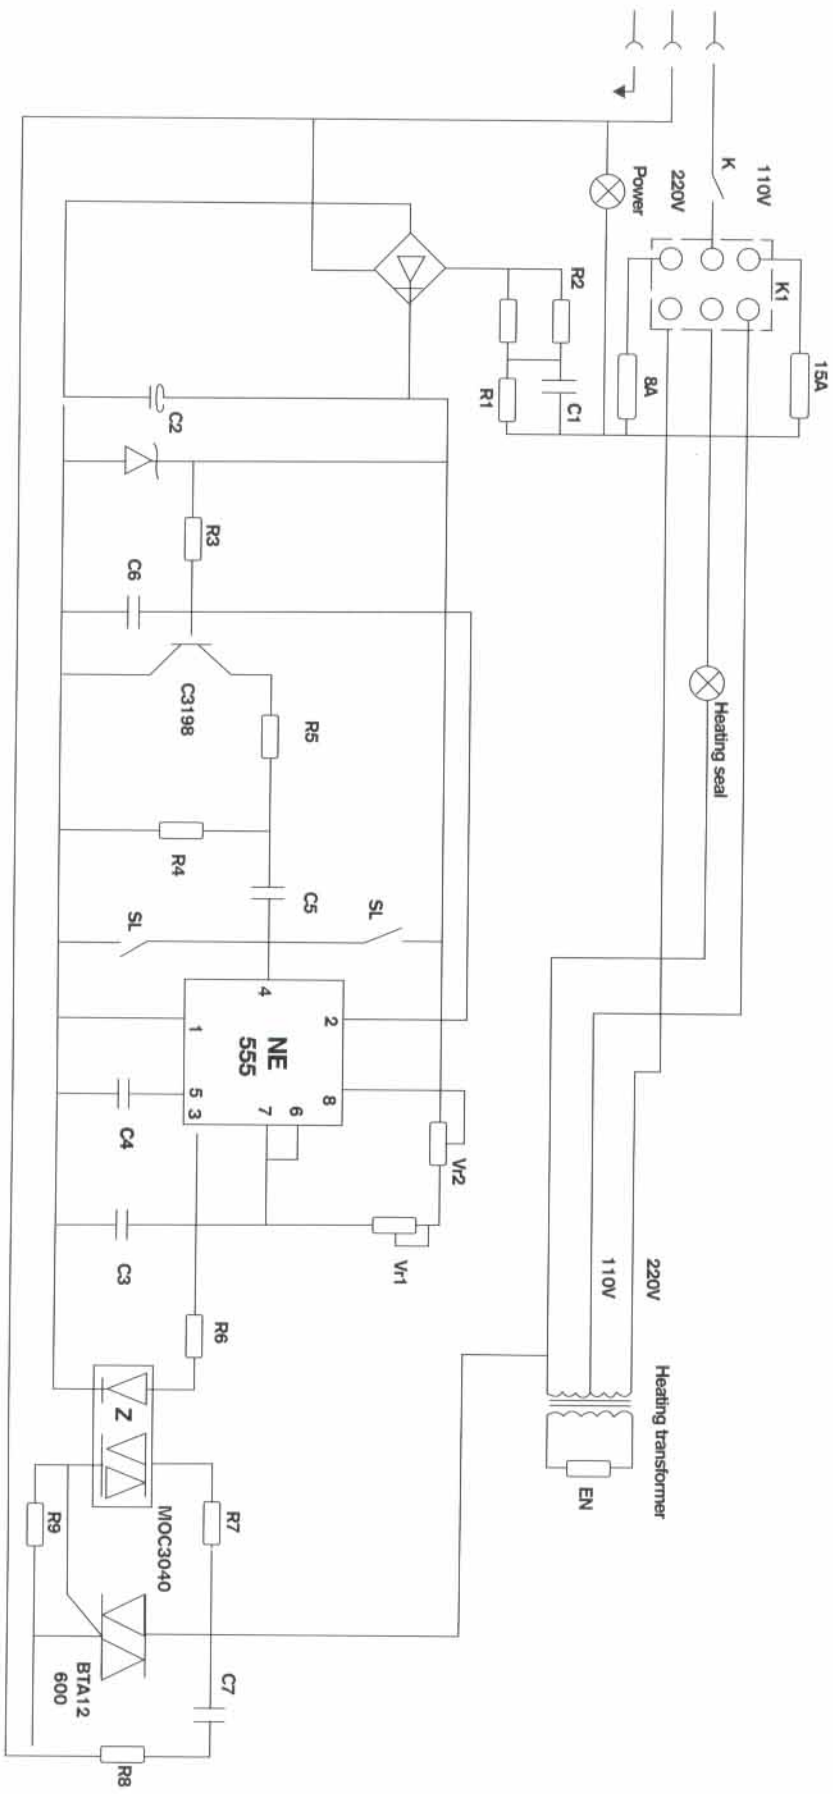 110V
K
220V
Power
K1
15A
8A
R2
C1
R1
C2
R3
C6
C3198
R5
R4
C5
SL
SL
Heating seal
4
2
1
NE
555
8
5
3
7
6
C4
Vr2
C3
Vr1
R6
220V
110V
Heating transformer
EN
Z
MOC3040
R7
R9
BTA12
600
C7
R8